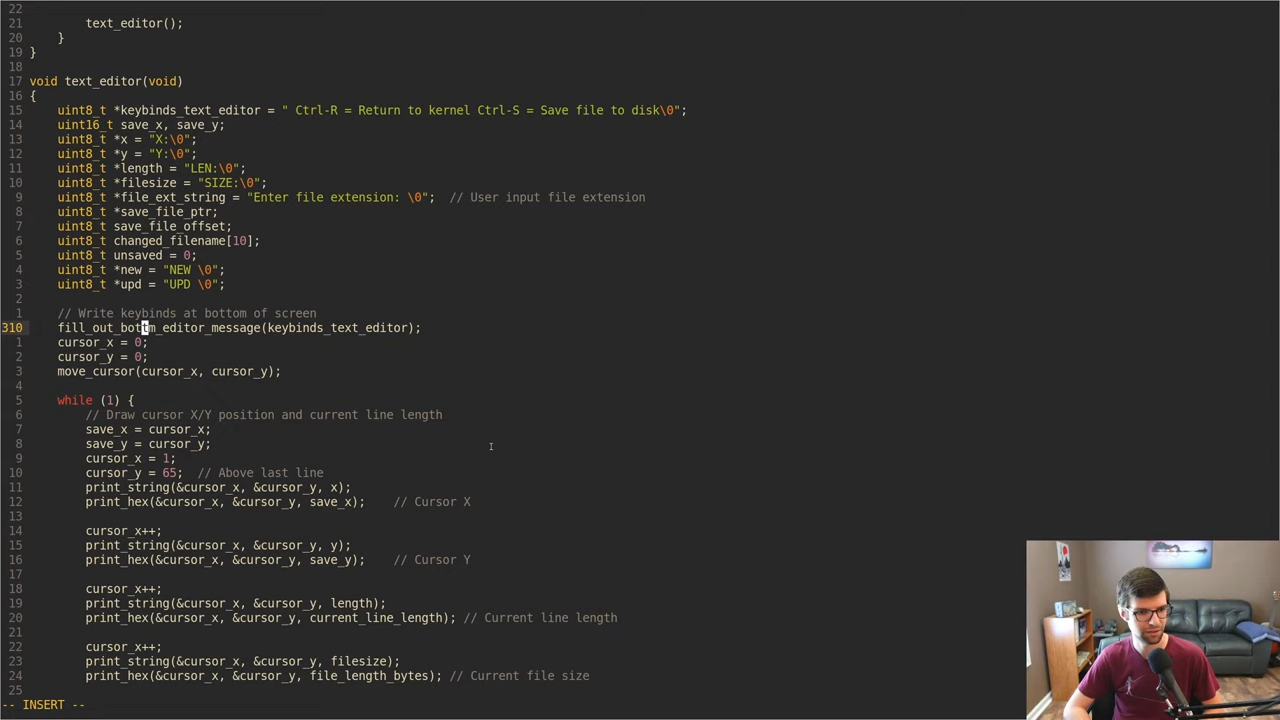 22
21 text_editor();
20 }
19 }
18
17 void text_editor(void)
16 {
15 uint8_t *keybinds_text_editor = " Ctrl-R = Return to kernel Ctrl-S = Save file to disk\0";
14 uint16_t save_x, save_y;
13 uint8_t *x = "X:\0";
12 uint8_t *y = "Y:\0";
11 uint8_t *length = "LEN:\0";
10 uint8_t *filesize = "SIZE:\0";
9 uint8_t *file_ext_string = "Enter file extension: \0"; // User input file extension
8 uint8_t *save_file_ptr;
7 uint8_t save_file_offset;
6 uint8_t changed_filename[10];
5 uint8_t unsaved = 0;
4 uint8_t *new = "NEW \0";
3 uint8_t *upd = "UPD \0";
2
1 // Write keybinds at bottom of screen
310 fill_out_bottm_editor_message(keybinds_text_editor);
1 cursor_x = 0;
2 cursor_y = 0;
3 move_cursor(cursor_x, cursor_y);
4
5 while (1) {
6 // Draw cursor X/Y position and current line length
7 save_x = cursor_x;
8 save_y = cursor_y;
9 cursor_x = 1;
10 cursor_y = 65; // Above last line
11 print_string(&cursor_x, &cursor_y, x);
12 print_hex(&cursor_x, &cursor_y, save_x); // Cursor X
13
14 cursor_x++;
15 print_string(&cursor_x, &cursor_y, y);
16 print_hex(&cursor_x, &cursor_y, save_y); // Cursor Y
17
18 cursor_x++;
19 print_string(&cursor_x, &cursor_y, length);
20 print_hex(&cursor_x, &cursor_y, current_line_length); // Current line length
21
22 cursor_x++;
23 print_string(&cursor_x, &cursor_y, filesize);
24 print_hex(&cursor_x, &cursor_y, file_length_bytes); // Current file size
25
-- INSERT --